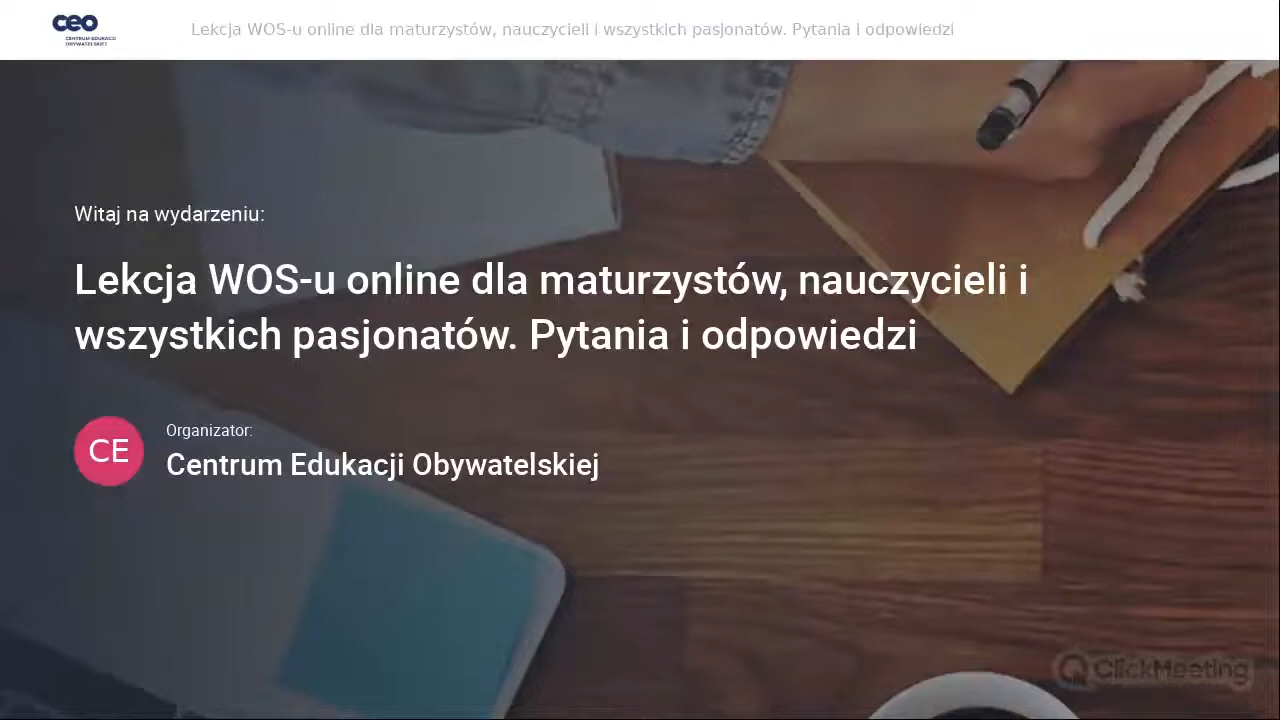 ceo
CENTRUM EDUKACJI
OBYWATELSKIEJ
Lekcja WOS-u online dla maturzystów, nauczycieli i wszystkich pasjonatów. Pytania i odpowiedzi
Witaj na wydarzeniu:
Lekcja WOS-u online dla maturzystów, nauczycieli i
wszystkich pasjonatów. Pytania i odpowiedzi
CE
Organizator:
Centrum Edukacji Obywatelskiej
ClickMeeting